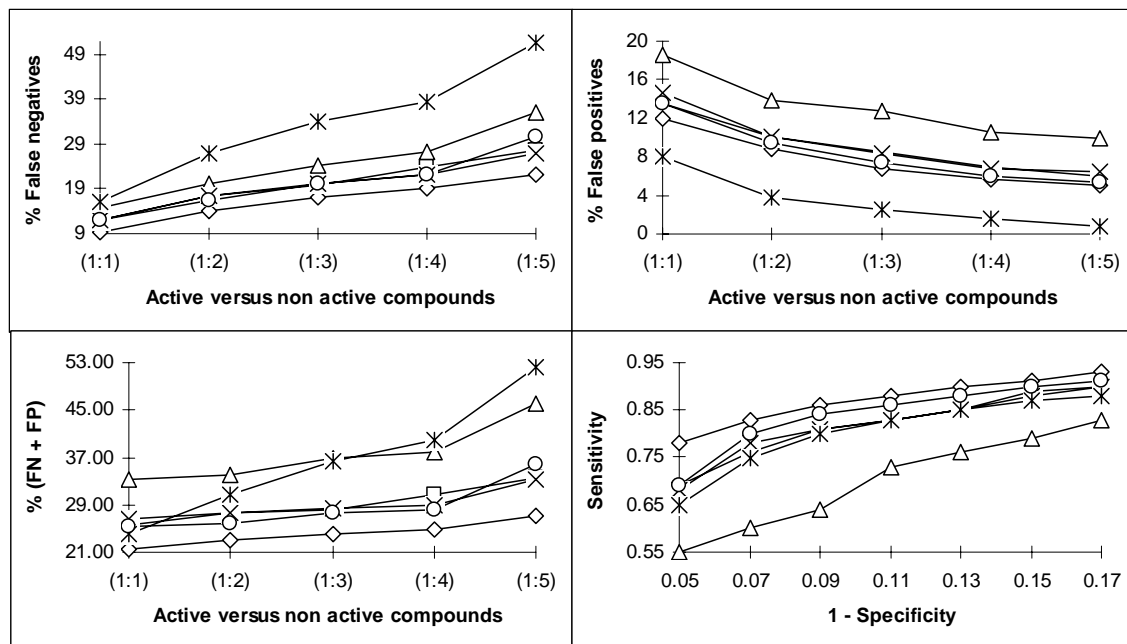 % False negatives
49
39
29
19
9
(1:1) (1:2) (1:3) (1:4) (1:5)
Active versus non active compounds
% False positives
20
16
12
8
4
0
(1:1) (1:2) (1:3) (1:4) (1:5)
Active versus non active compounds
% (FN + FP)
53.00
45.00
37.00
29.00
21.00
(1:1) (1:2) (1:3) (1:4) (1:5)
Active versus non active compounds
Sensitivity
0.95
0.85
0.75
0.65
0.55
0.05 0.07 0.09 0.11 0.13 0.15 0.17
1 - Specificity